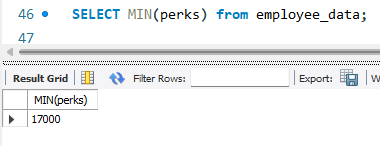 46 SELECT MIN(perks) from employee_data;
47
Result Grid Filter Rows: Export: W
MIN(perks)
17000